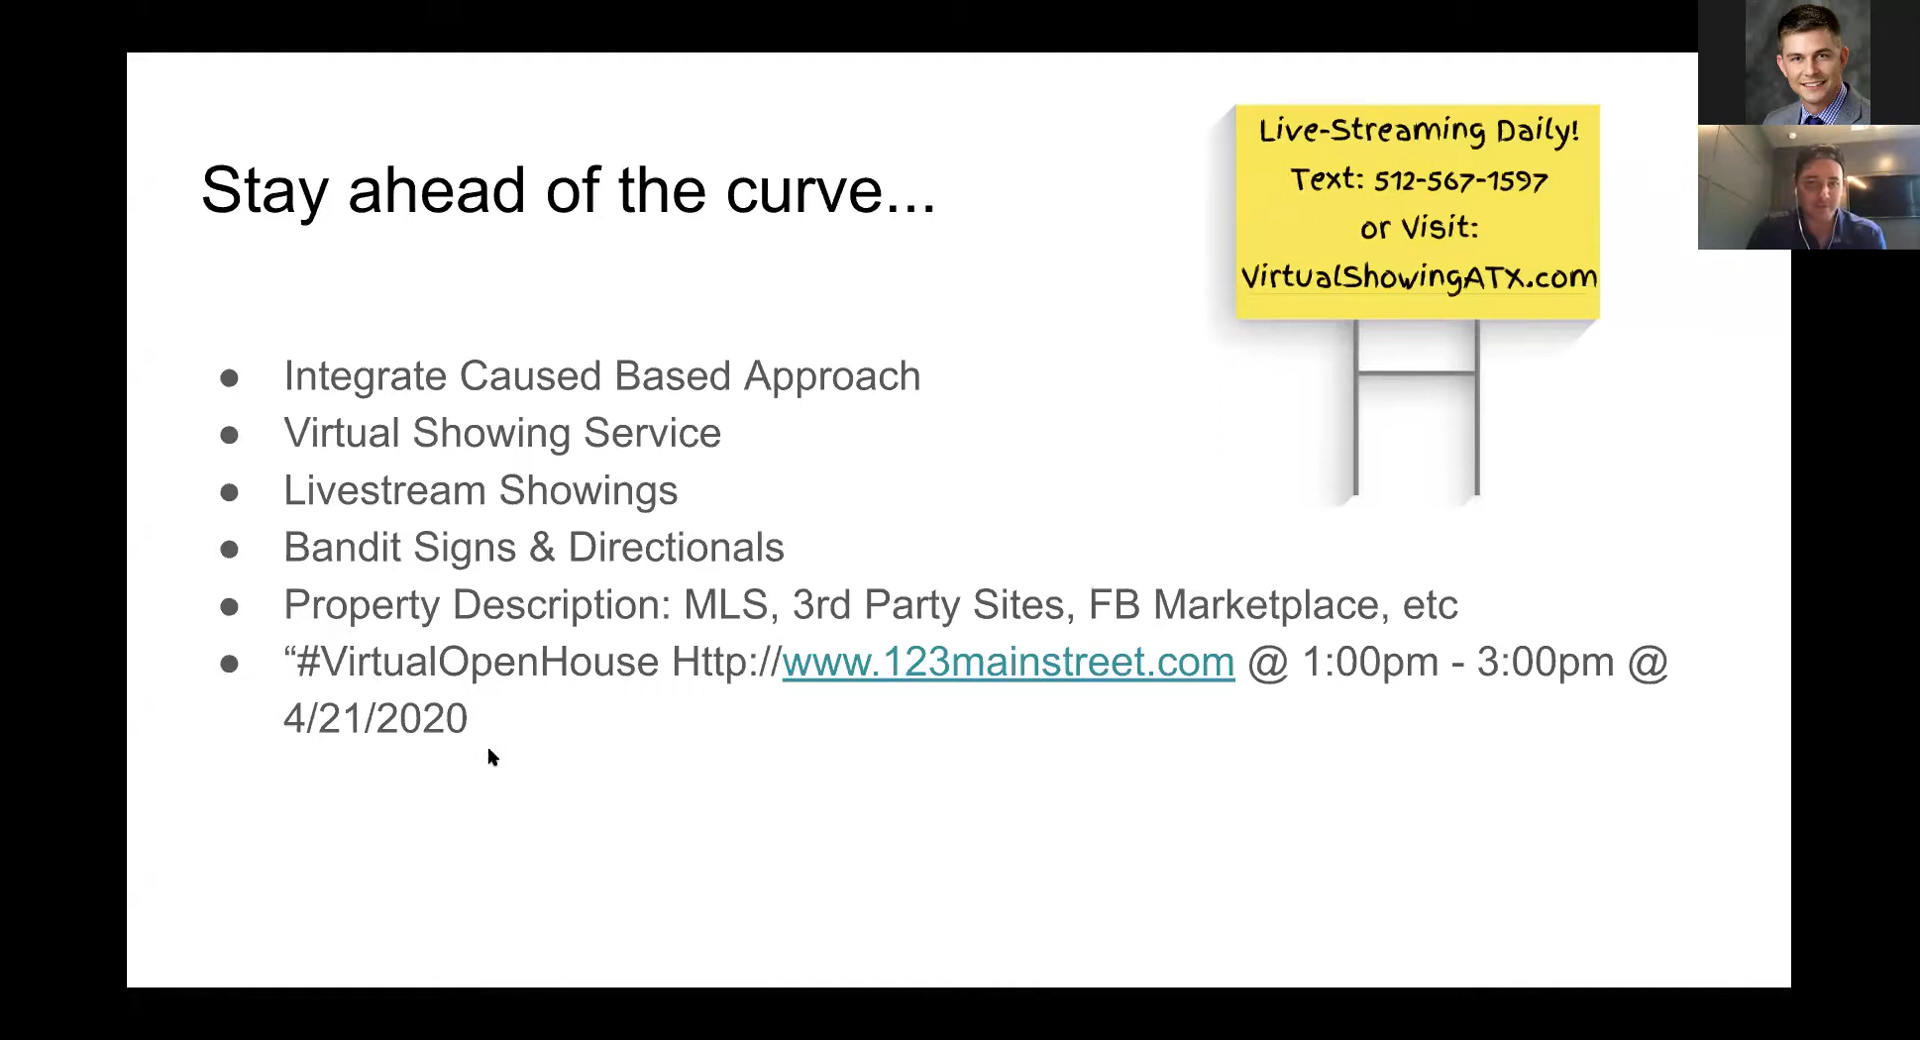 Stay ahead of the curve...
Live-Streaming Daily!
Text: 512-567-1597
or Visit:
VirtualShowingATX.com
● Integrate Caused Based Approach
● Virtual Showing Service
● Livestream Showings
● Bandit Signs & Directionals
● Property Description: MLS, 3rd Party Sites, FB Marketplace, etc
● “#VirtualOpenHouse Http://www.123mainstreet.com @ 1:00pm - 3:00pm @
4/21/2020